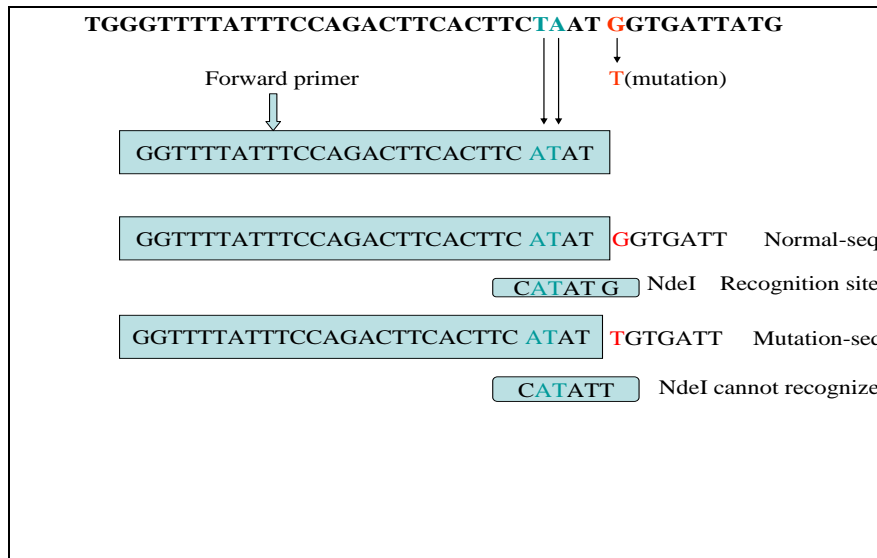 TGGGTTTTATTTCCAGACTTCACTTCTAAT GGTGATTATG
Forward primer
T(mutation)
GGTTTTATTTCCAGACTTCACTTC ATAT
GGTTTTATTTCCAGACTTCACTTC ATAT GGTGATT Normal-seq
CATAT G NdeI Recognition site
GGTTTTATTTCCAGACTTCACTTC ATAT TGTGATT Mutation-seq
CATATT NdeI cannot recognize